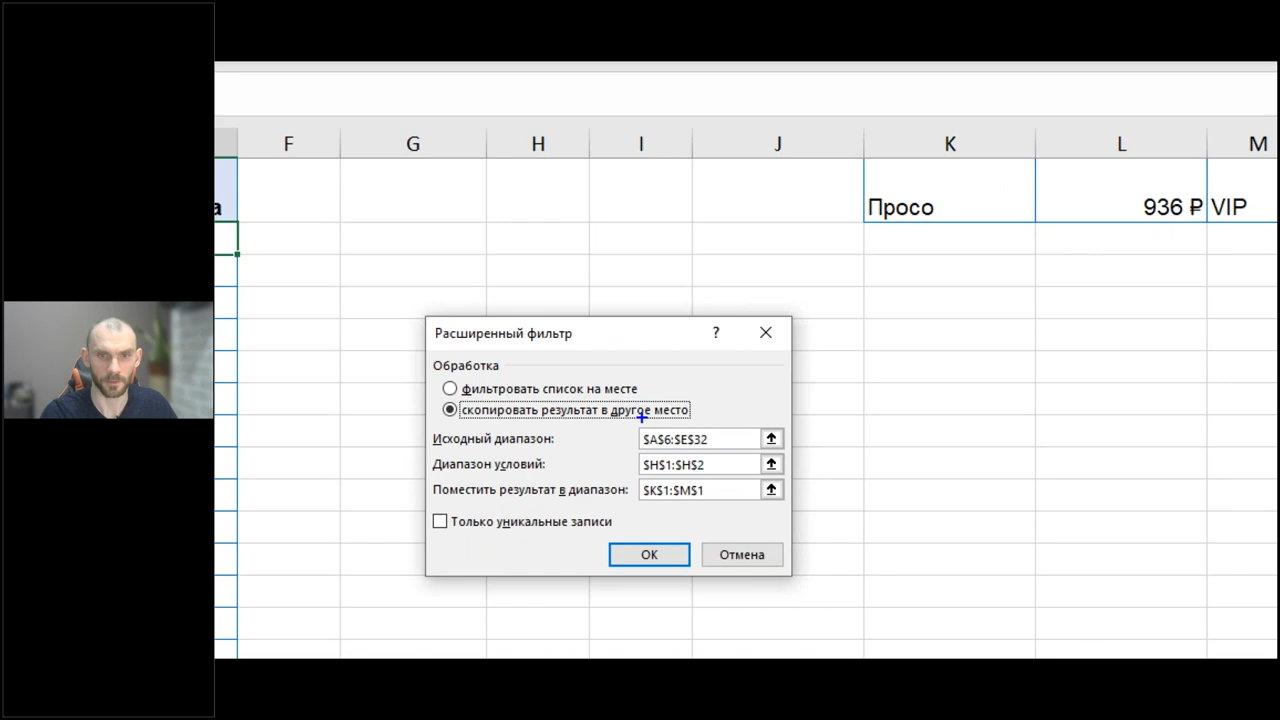 F G H I J K L M
а
Просо 936 ₽ VIP
Расширенный фильтр ?
Обработка
фильтровать список на месте
скопировать результат в другое место
Исходный диапазон: $A$6:$E$32
Диапазон условий: $H$1:$H$2
Поместить результат в диапазон: $K$1:$M$1
Только уникальные записи
ОК Отмена